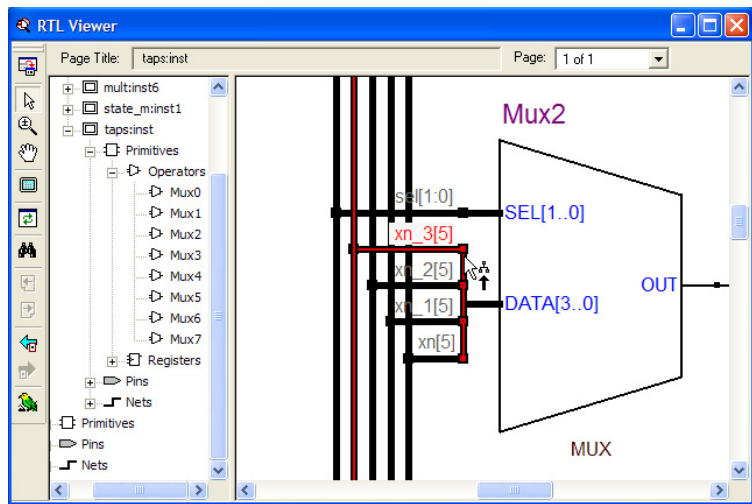 RTL Viewer
Page Title: taps:inst Page: 1 of 1
mult:inst6
state_m:inst1
taps:inst
Primitives
Operators
Mux0
Mux1
Mux2
Mux3
Mux4
Mux5
Mux6
Mux7
Registers
Pins
Nets
Primitives
Pins
Nets
Mux2
sel[1:0]
SEL[1..0]
xn_3[5]
xn_2[5]
OUT
xn_1[5]
DATA[3..0]
xn[5]
MUX